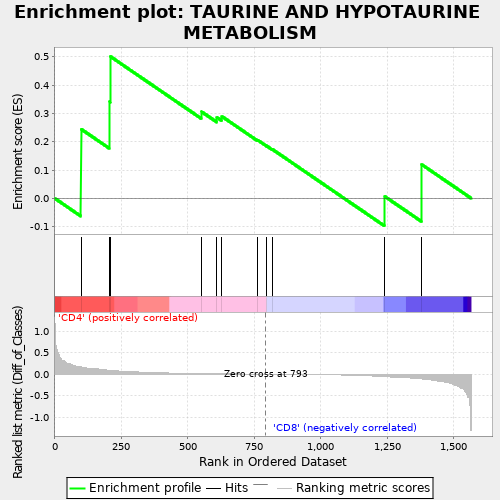 Enrichment plot: TAURINE AND HYPOTAURINE
METABOLISM
Enrichment score (ES)
0.5
0.4
0.3
0.2
0.1
0.0
-0.1
'CD4' (positively correlated)
Ranked list metric (Diff_of_Classes)
1.0
0.5
0.0
-0.5
-1.0
Zero cross at 793
'CD8' (negatively correlated)
0
250
500
750
1,000
1,250
1,500
Rank in Ordered Dataset
Enrichment profile
Hits
Ranking metric scores